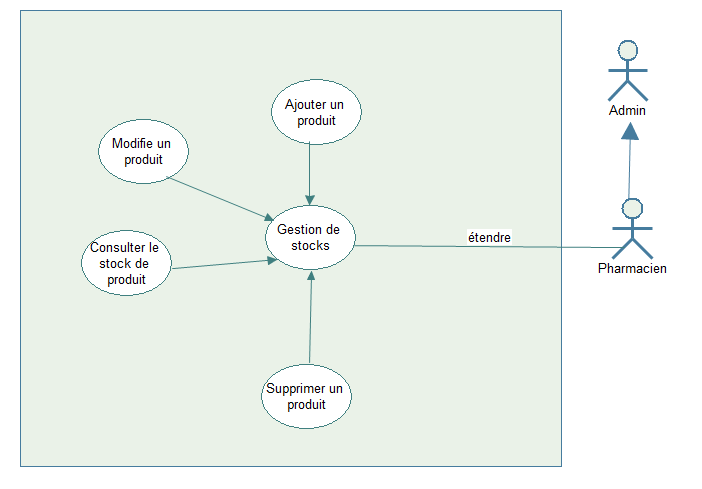 Ajouter un
produit
Modifie un
produit
Consulter le
stock de
produit
Gestion de
stocks
Supprimer un
produit
étendre
Admin
Pharmacien